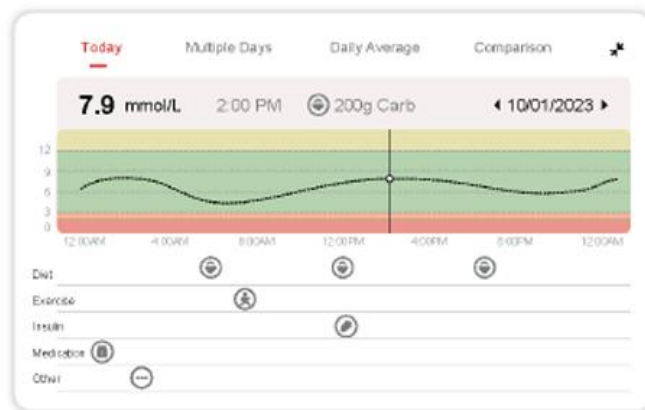 Today Multiple Days Daily Average Comparison
7.9 mmol/L 2:00 PM 200g Carb 10/01/2023
12
9
6
3
0
12:00AM 4:00AM 8:00AM 12:00PM 4:00PM 8:00PM 12:00AM
Diet
Exercise
Insulin
Medication
Other